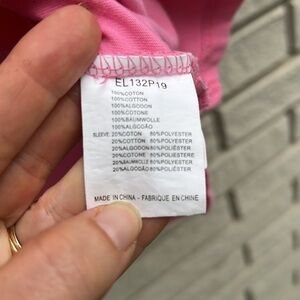 EL132P19
100%COTON
100%COTTON
100%ALGODON
100%COTONE
100%BAUMWOLLE
100%ALGODÃO
SLEEVE: 20%COTON 80%POLYESTER
20%COTTON 80%POLYESTER
20%ALGODON 80%POLIESTER
20%COTONE 80%POLIESTERE
20%BAUMWOLLE 80%POLYESTER
20%ALGODÃO 80%POLIÉSTER
MADE IN CHINA - FABRIQUE EN CHINE